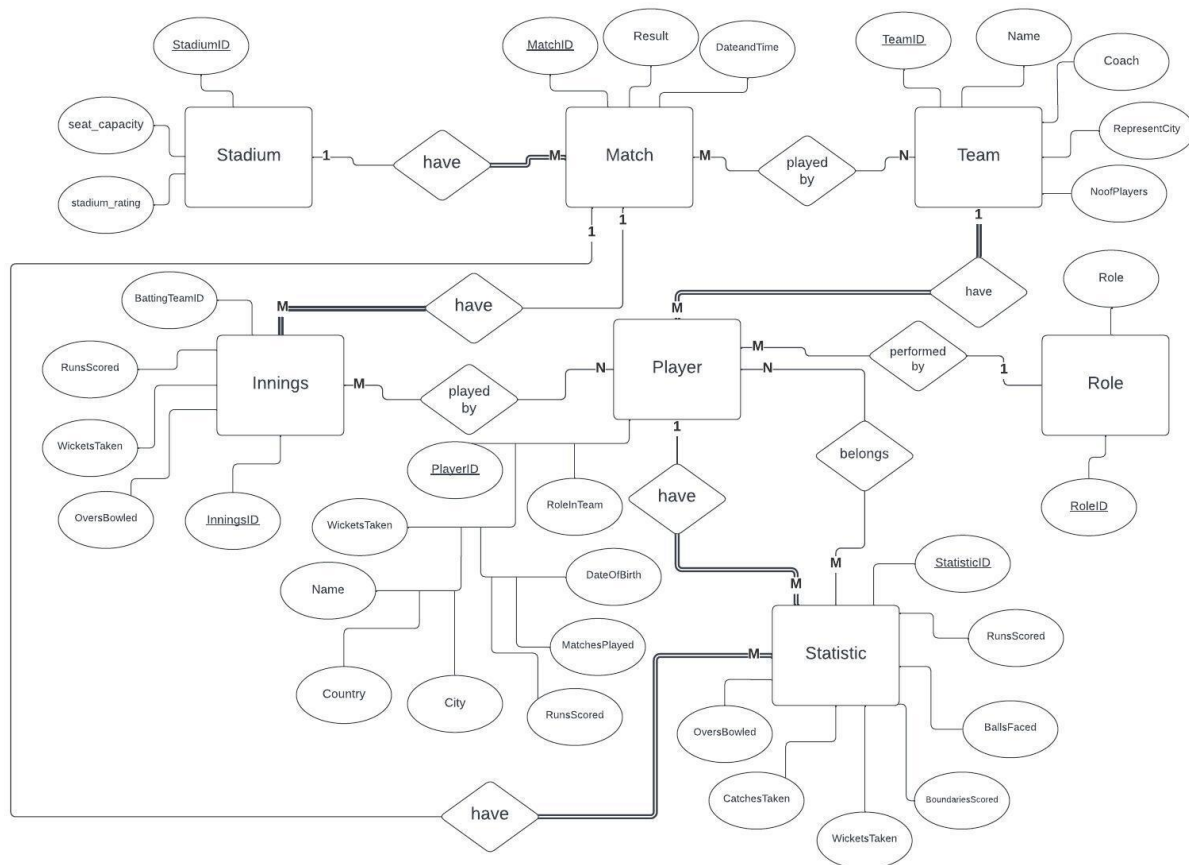 StadiumID
MatchID
Result
DateandTime
TeamID
Name
Coach
seat_capacity
Stadium
1
have
M
Match
M
played
by
N
Team
RepresentCity
stadium_rating
NoofPlayers
1
1
1
BattingTeamID
M
have
have
Role
M
RunsScored
Innings
M
played
by
N
Player
M
N
performed
by
1
Role
WicketsTaken
1
belongs
PlayerID
have
RoleInTeam
OversBowled
InningsID
WicketsTaken
RoleID
DateOfBirth
M
StatisticID
Name
M
MatchesPlayed
RunsScored
M
Statistic
Country
City
RunsScored
OversBowled
BallsFaced
CatchesTaken
BoundariesScored
have
WicketsTaken